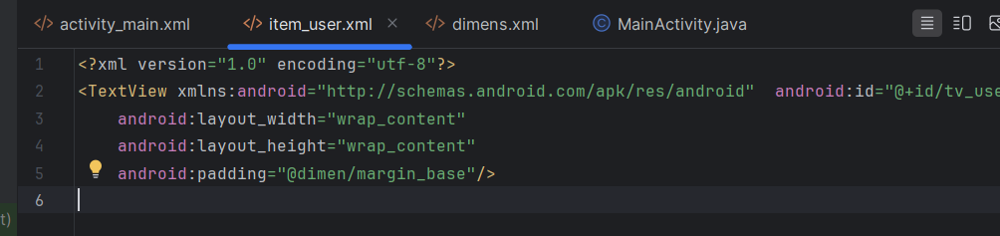 activity_main.xml item_user.xml dimens.xml MainActivity.java
1 <?xml version="1.0" encoding="utf-8"?>
2 <TextView xmlns:android="http://schemas.android.com/apk/res/android"  android:id="@+id/tv_use
3     android:layout_width="wrap_content"
4     android:layout_height="wrap_content"
5     android:padding="@dimen/margin_base"/>
6
t)